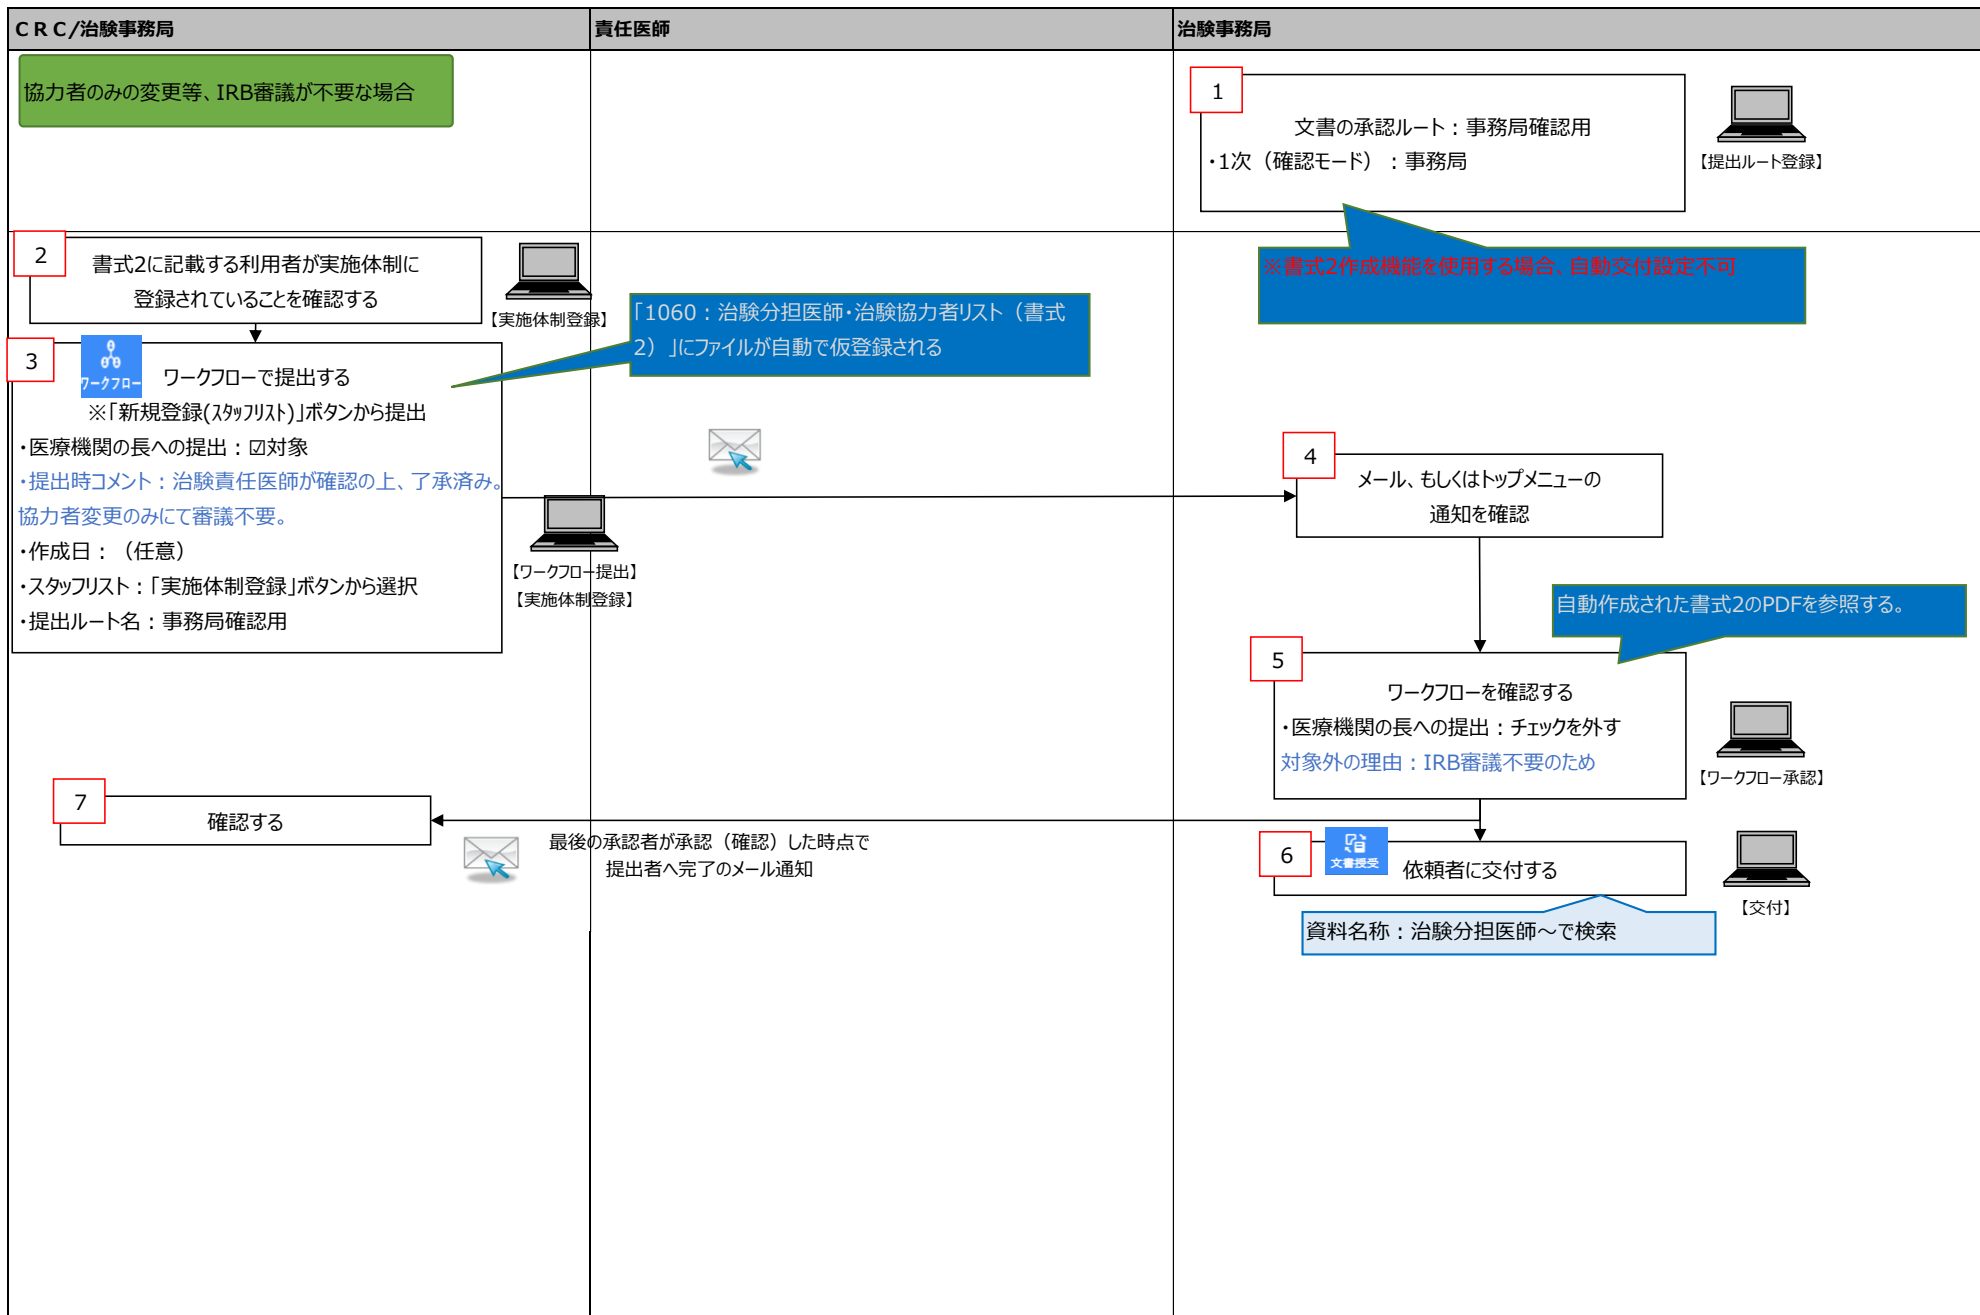 ＣＲＣ/治験事務局
責任医師
治験事務局
協力者のみの変更等、IRB審議が不要な場合
1
文書の承認ルート：事務局確認用
・1次（確認モード）：事務局
【提出ルート登録】
※書式2作成機能を使用する場合、自動交付設定不可
2
書式2に記載する利用者が実施体制に
登録されていることを確認する
【実施体制登録】
「1060：治験分担医師・治験協力者リスト（書式
2）」にファイルが自動で仮登録される
3
ワークフロー
ワークフローで提出する
※「新規登録(ｽﾀｯﾌﾘｽﾄ)」ボタンから提出
・医療機関の長への提出：☑対象
・提出時コメント：治験責任医師が確認の上、了承済み。
協力者変更のみにて審議不要。
・作成日：（任意）
・スタッフリスト：「実施体制登録」ボタンから選択
・提出ルート名：事務局確認用
【ワークフロー提出】
【実施体制登録】
4
メール、もしくはトップメニューの
通知を確認
自動作成された書式2のPDFを参照する。
5
ワークフローを確認する
・医療機関の長への提出：チェックを外す
対象外の理由：IRB審議不要のため
【ワークフロー承認】
7
確認する
最後の承認者が承認（確認）した時点で
提出者へ完了のメール通知
6
文書授受
依頼者に交付する
【交付】
資料名称：治験分担医師～で検索